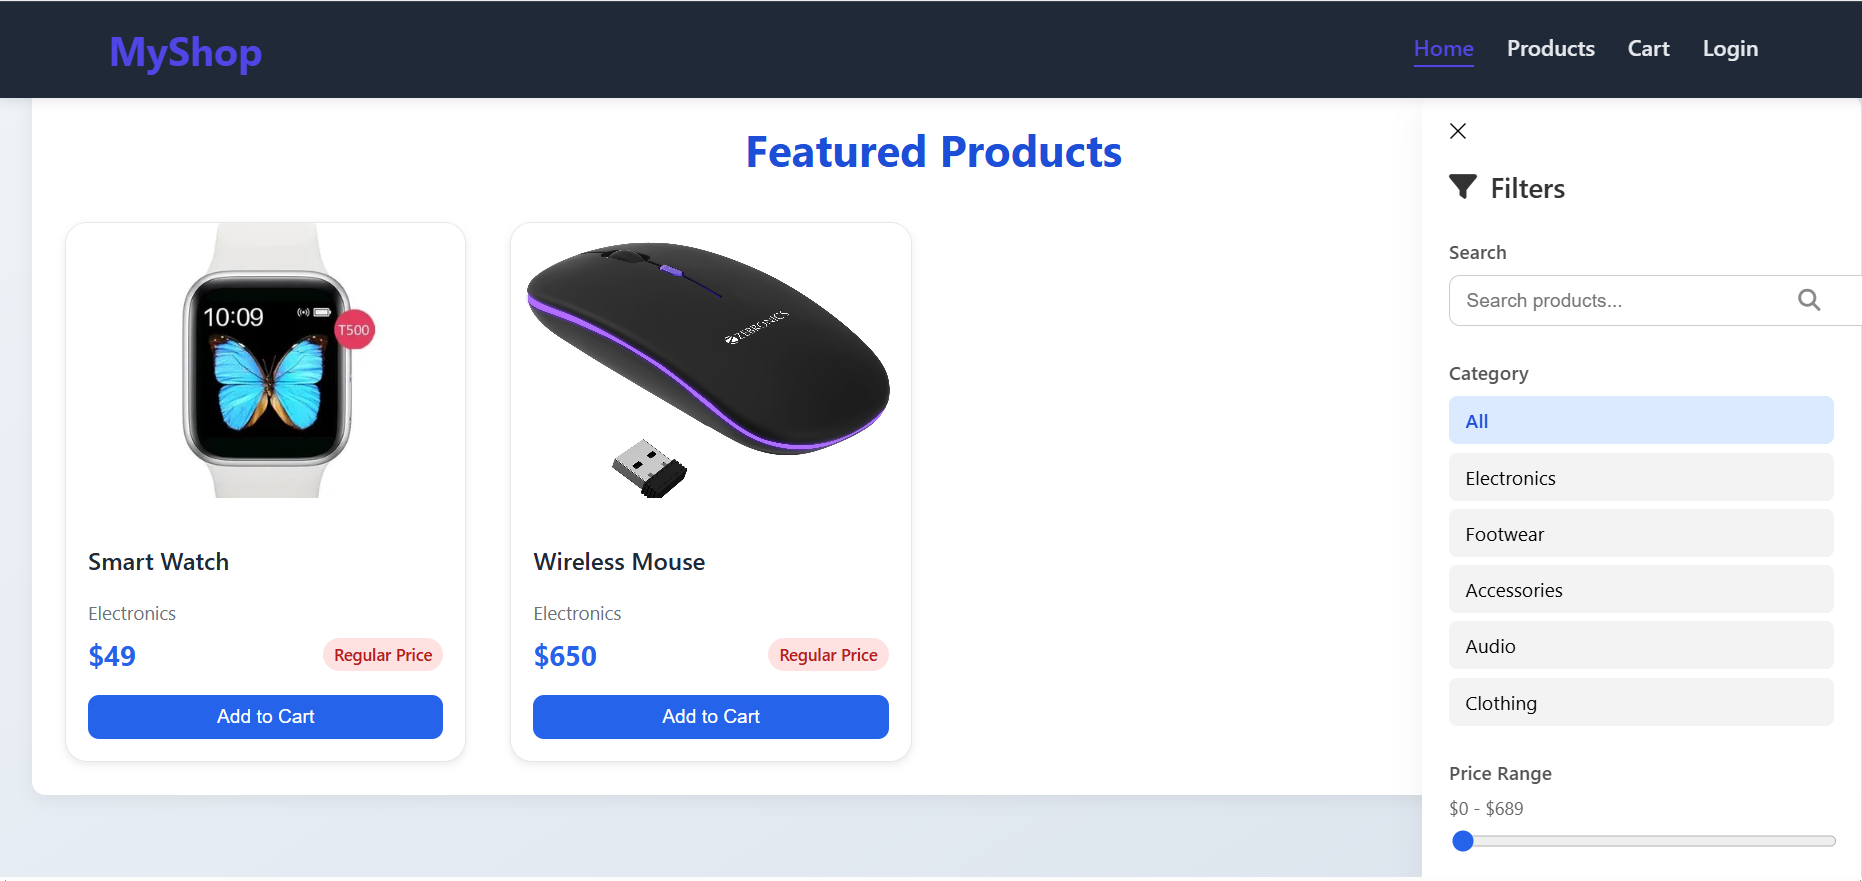 MyShop
Home Products Cart Login
Featured Products
10:09
T500
ZEBRONICS
Smart Watch
Electronics
$49 Regular Price
Add to Cart
Wireless Mouse
Electronics
$650 Regular Price
Add to Cart
Filters
Search
Search products...
Category
All
Electronics
Footwear
Accessories
Audio
Clothing
Price Range
$0 - $689